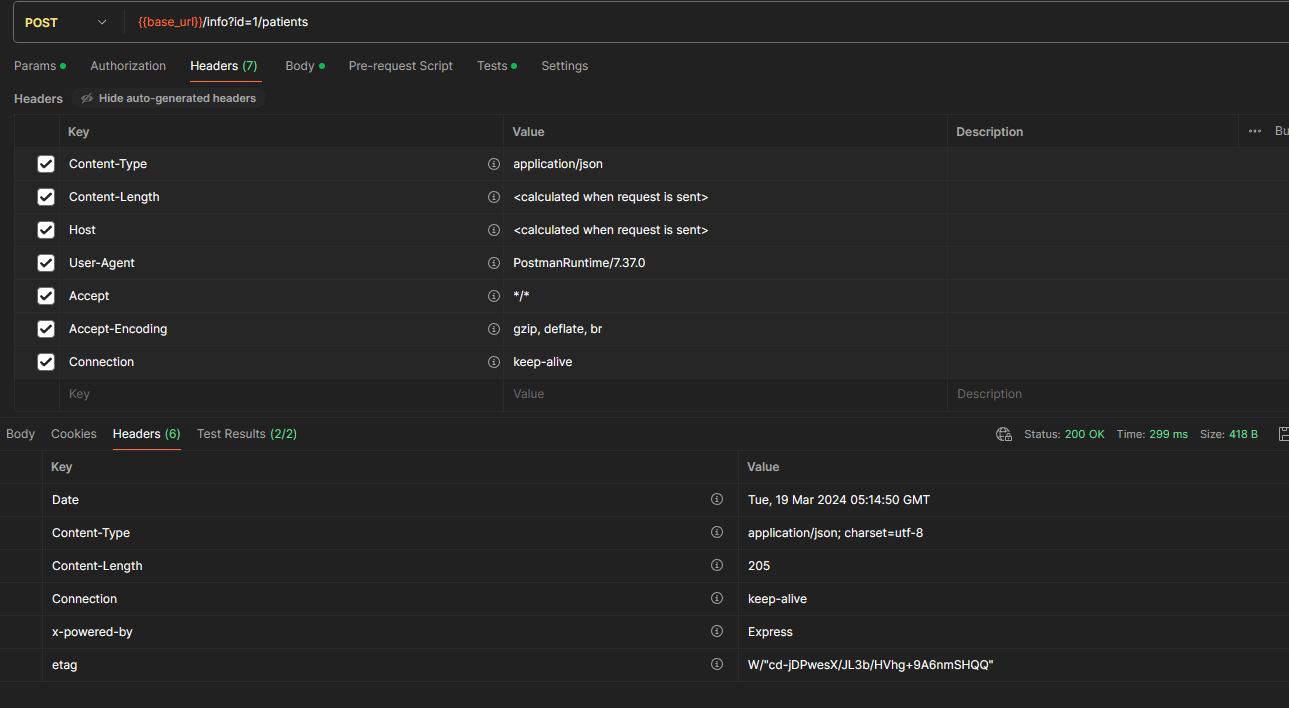 POST {{base_url}}/info?id=1/patients
Params Authorization Headers (7) Body Pre-request Script Tests Settings
Headers Hide auto-generated headers
Key Value Description ••• Bu
Content-Type application/json
Content-Length <calculated when request is sent>
Host <calculated when request is sent>
User-Agent PostmanRuntime/7.37.0
Accept */*
Accept-Encoding gzip, deflate, br
Connection keep-alive
Key Value Description
Body Cookies Headers (6) Test Results (2/2) Status: 200 OK Time: 299 ms Size: 418 B
Key Value
Date Tue, 19 Mar 2024 05:14:50 GMT
Content-Type application/json; charset=utf-8
Content-Length 205
Connection keep-alive
x-powered-by Express
etag W/"cd-jDPwesX/JL3b/HVhg+9A6nmSHQQ"